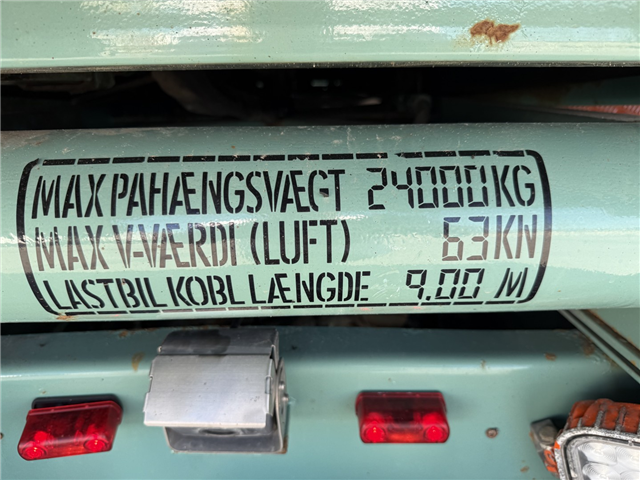 MAX PAHÆNGSVÆGT 24000 KG
MAX V-VÆRDI (LUFT) 63 KN
LASTBIL KOBL LÆNGDE 9.00 M